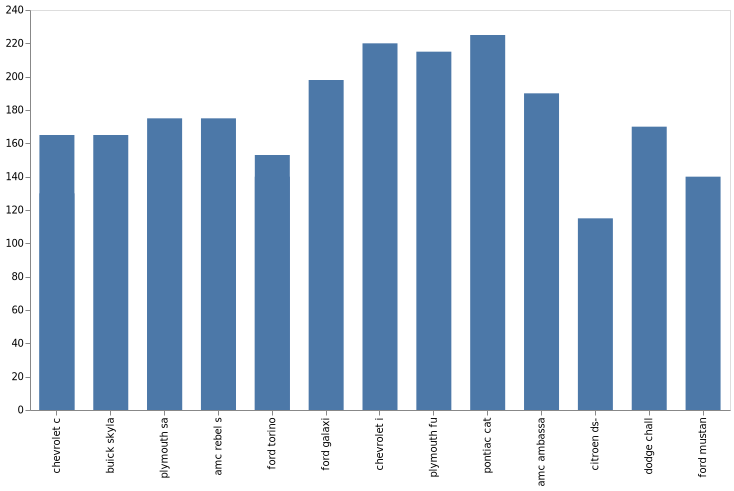 240
220
200
180
160
140
120
100
80
60
40
20
0
chevrolet c
buick skyla
plymouth sa
amc rebel s
ford torino
ford galaxi
chevrolet i
plymouth fu
pontiac cat
amc ambassa
citroen ds-
dodge chall
ford mustan